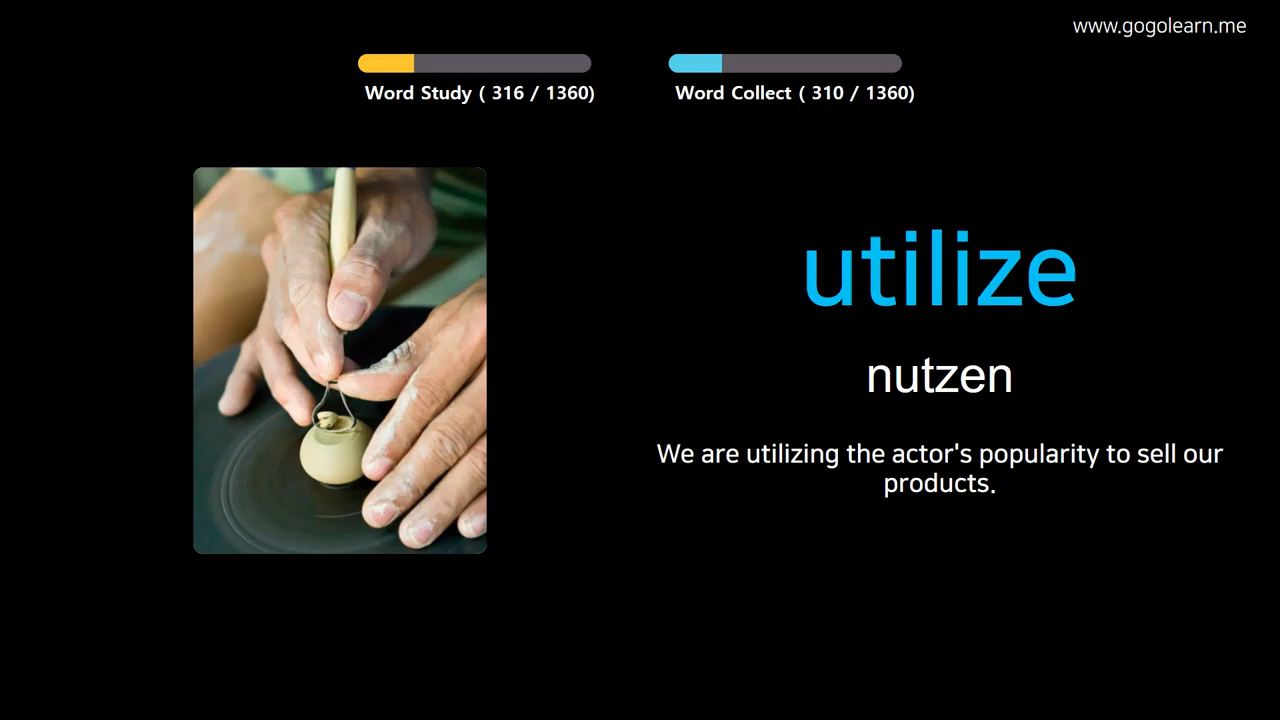 www.gogolearn.me
Word Study ( 316 / 1360)
Word Collect ( 310 / 1360)
utilize
nutzen
We are utilizing the actor's popularity to sell our
products.